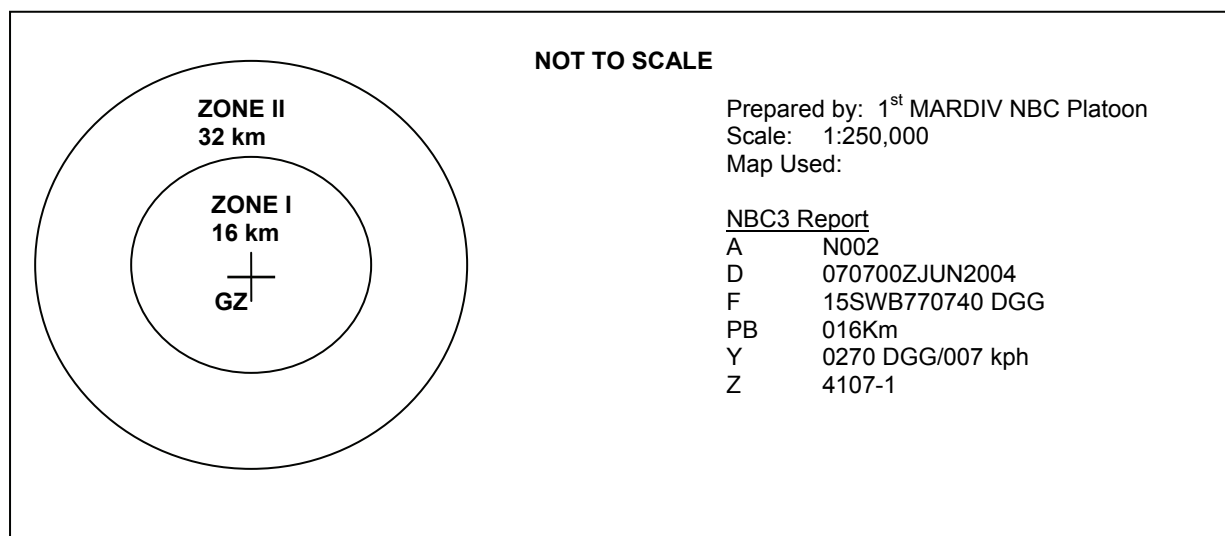 NOT TO SCALE
ZONE II
32 km
ZONE I
16 km
GZ
Prepared by: 1st MARDIV NBC Platoon
Scale: 1:250,000
Map Used:
NBC3 Report
A N002
D 070700ZJUN2004
F 15SWB770740 DGG
PB 016Km
Y 0270 DGG/007 kph
Z 4107-1